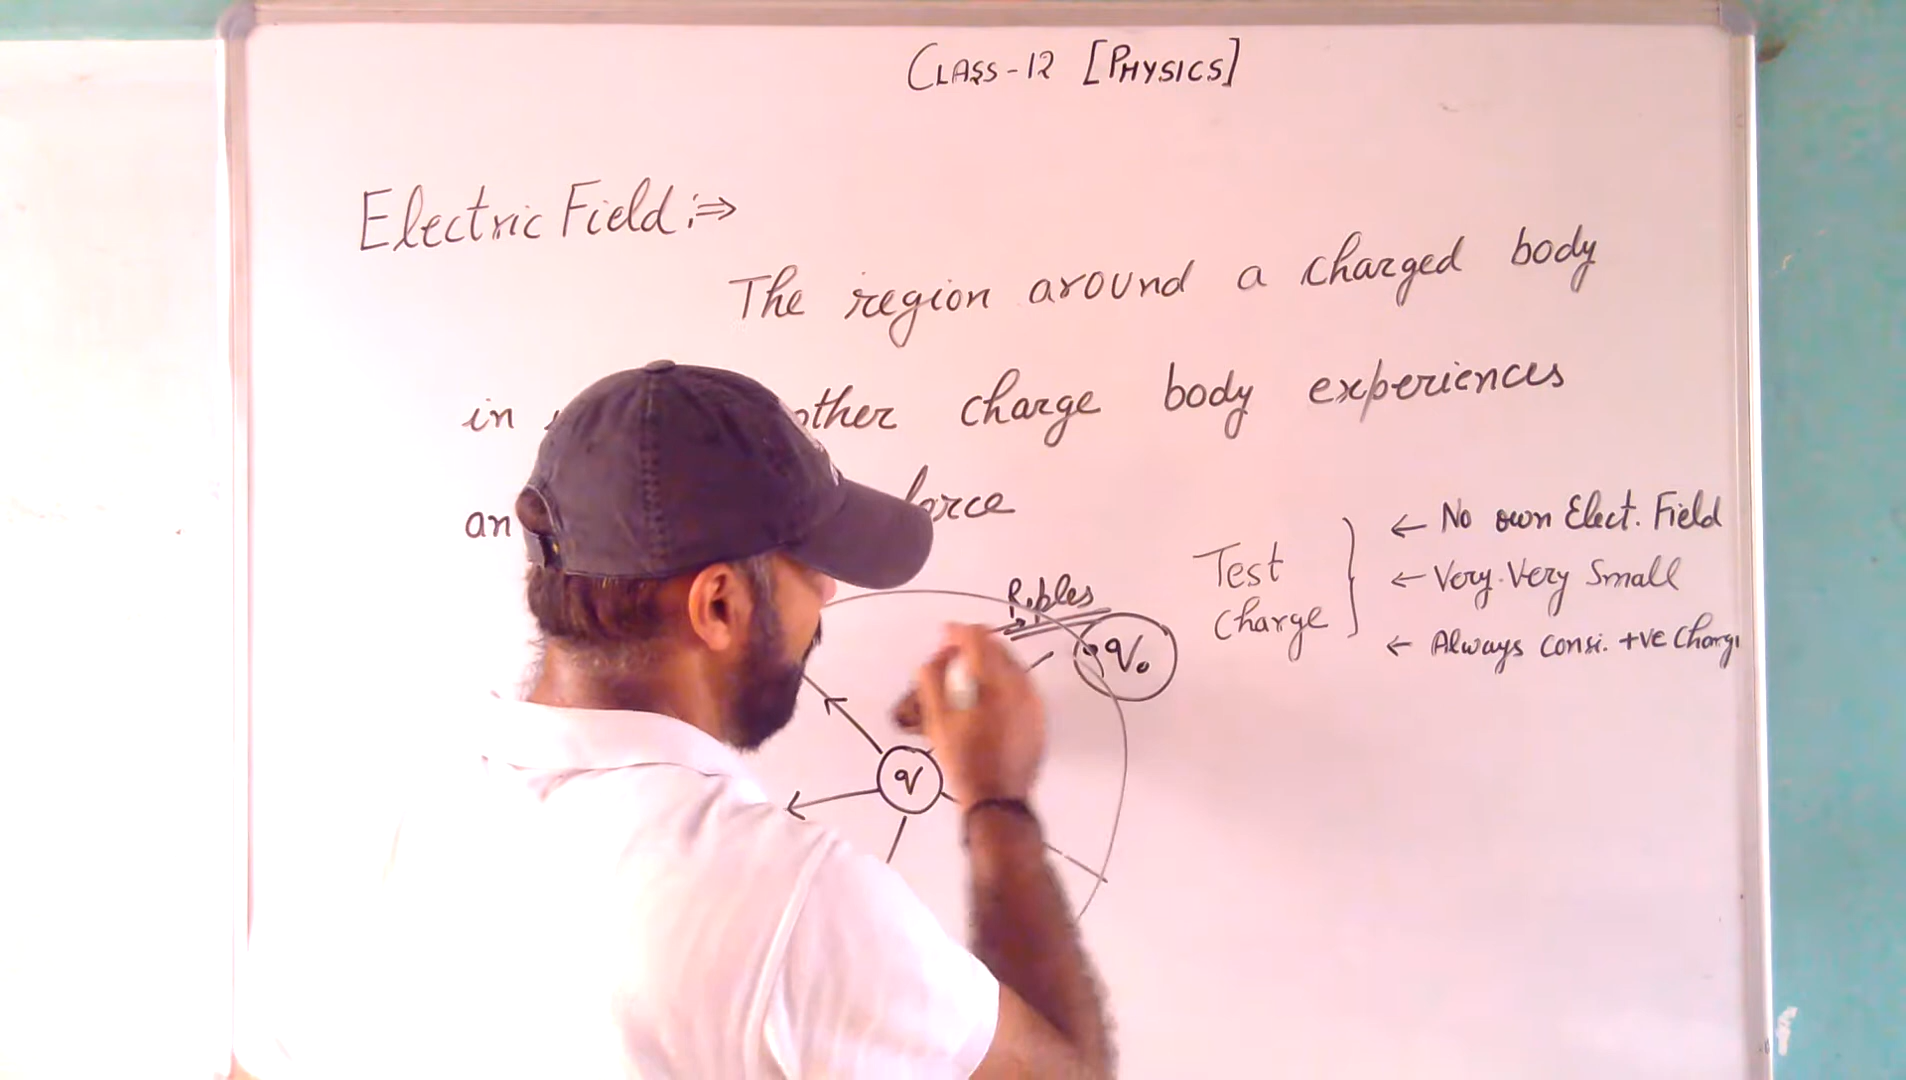 CLASS-12 [PHYSICS]
Electric Field :⇒
The region around a charged body
in other charge body experiences
an force
Test Charge
← No own Elect. Field
← Very. Very Small
← Always consi. +ve Charg
q₀
q